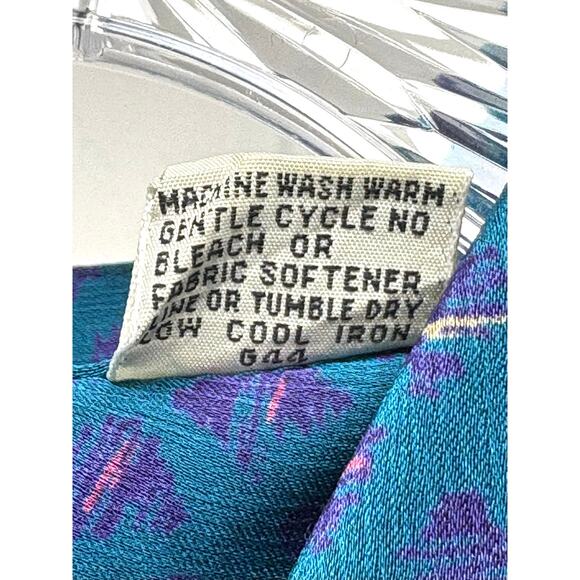 MACHINE WASH WARM
GENTLE CYCLE NO
BLEACH OR
FABRIC SOFTENER
LINE OR TUMBLE DRY
LOW COOL IRON
G44